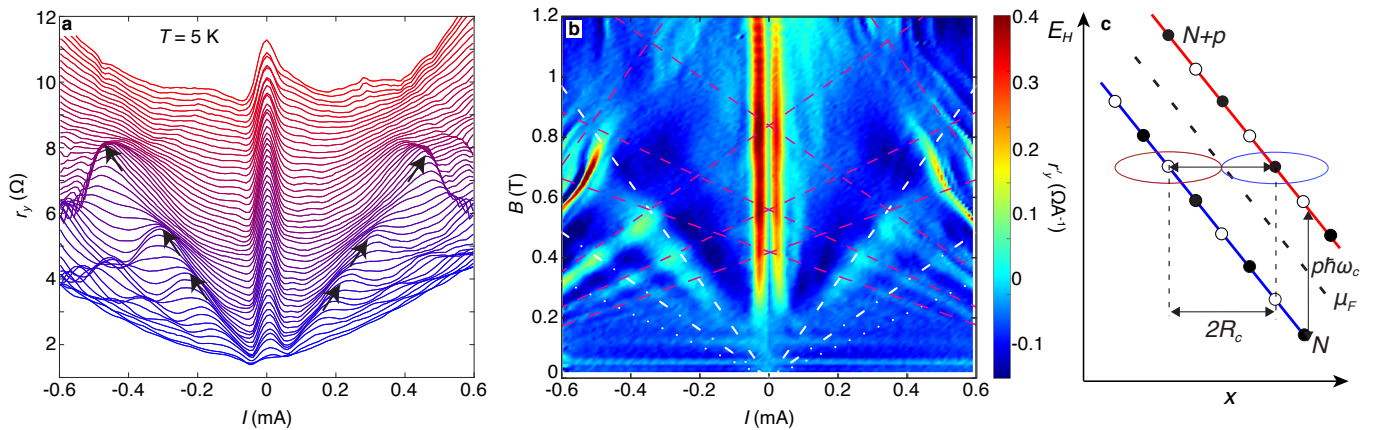 a
T = 5 K
12
10
8
6
4
2
r_y (Ω)
-0.6
-0.4
-0.2
0
0.2
0.4
0.6
I (mA)
b
1.2
1
0.8
0.6
0.4
0.2
0
B (T)
-0.6
-0.4
-0.2
0
0.2
0.4
0.6
I (mA)
0.4
0.3
0.2
0.1
0
-0.1
r'_y (ΩA⁻¹)
c
E_H
N+p
pħω_c
μ_F
2R_c
N
x